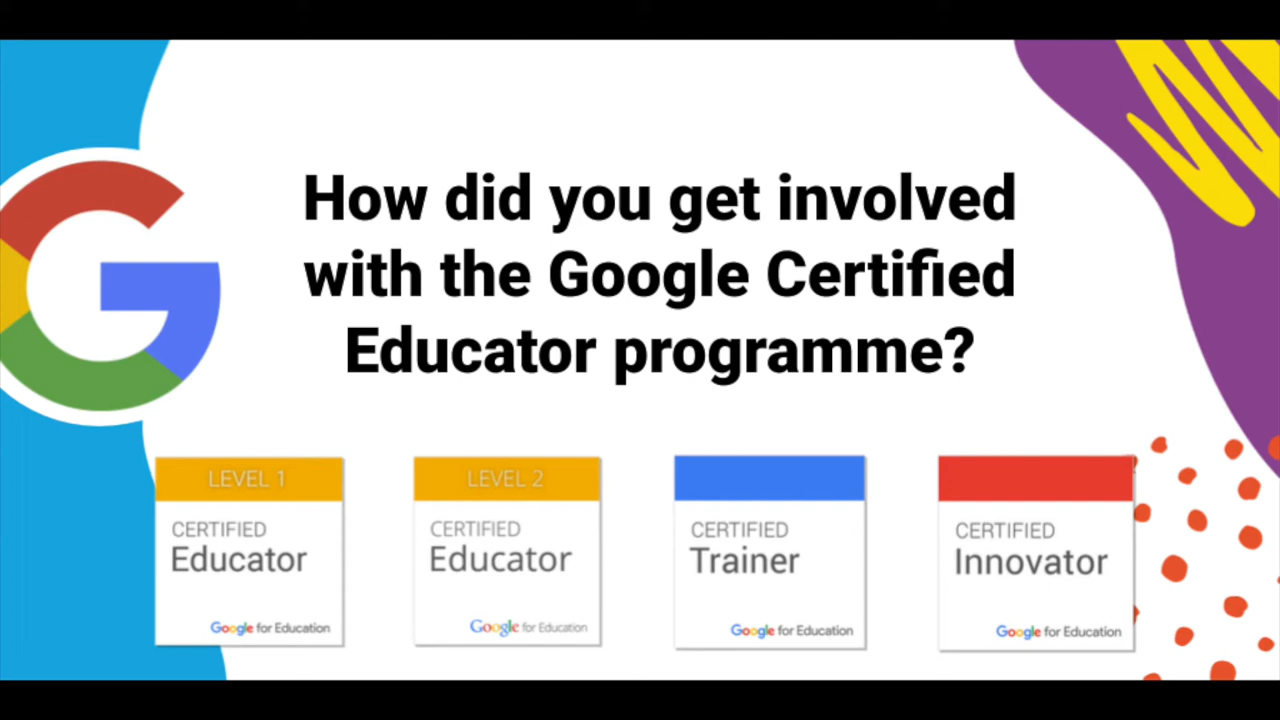 How did you get involved
with the Google Certified
Educator programme?
LEVEL 1
CERTIFIED
Educator
Google for Education
LEVEL 2
CERTIFIED
Educator
Google for Education
CERTIFIED
Trainer
Google for Education
CERTIFIED
Innovator
Google for Education